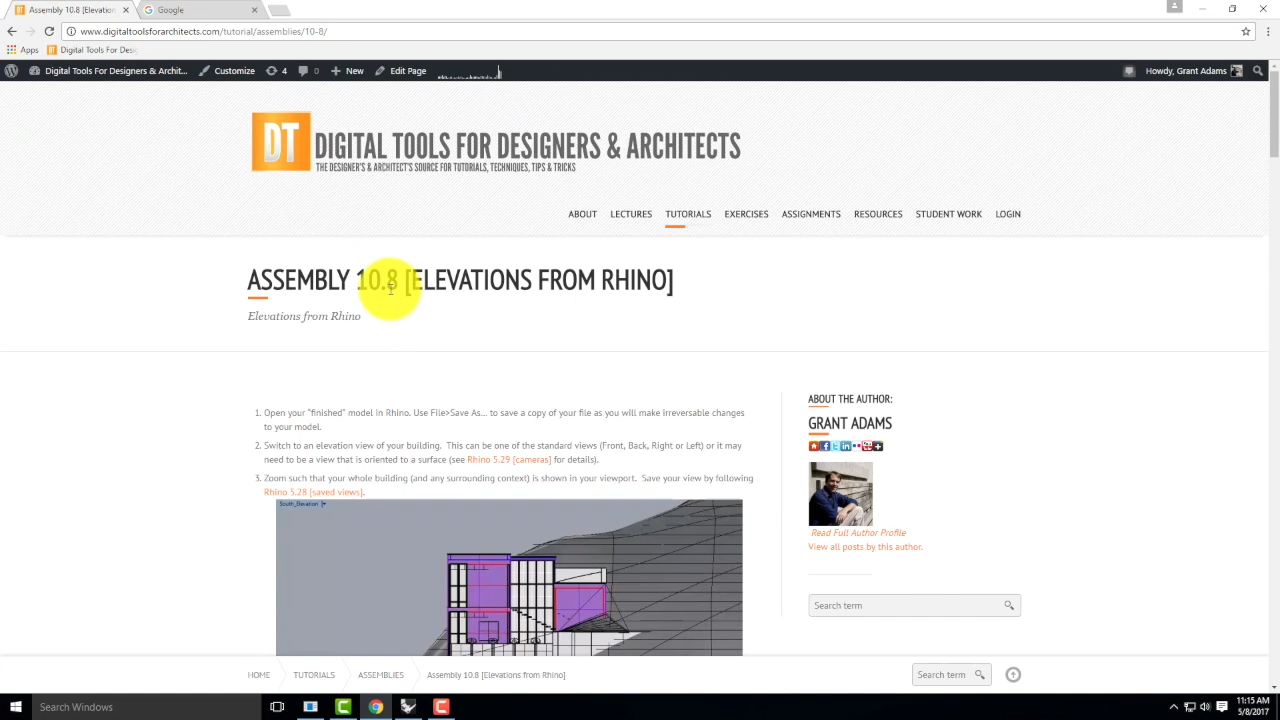 Assembly 10.8 [Elevation
Google
www.digitaltoolsforarchitects.com/tutorial/assemblies/10-8/
Apps
Digital Tools For Desig
Digital Tools For Designers & Archit...
Customize
4
0
New
Edit Page
Howdy, Grant Adams
DT
DIGITAL TOOLS FOR DESIGNERS & ARCHITECTS
THE DESIGNER'S & ARCHITECT'S SOURCE FOR TUTORIALS, TECHNIQUES, TIPS & TRICKS
ABOUT
LECTURES
TUTORIALS
EXERCISES
ASSIGNMENTS
RESOURCES
STUDENT WORK
LOGIN
ASSEMBLY 10.8 [ELEVATIONS FROM RHINO]
Elevations from Rhino
1. Open your "finished" model in Rhino. Use File>Save As... to save a copy of your file as you will make irreversable changes
to your model.
2. Switch to an elevation view of your building. This can be one of the standard views (Front, Back, Right or Left) or it may
need to be a view that is oriented to a surface (see Rhino 5.29 [cameras] for details).
3. Zoom such that your whole building (and any surrounding context) is shown in your viewport. Save your view by following
Rhino 5.28 [saved views].
South_Elevation
ABOUT THE AUTHOR:
GRANT ADAMS
Read Full Author Profile
View all posts by this author.
Search term
HOME
TUTORIALS
ASSEMBLIES
Assembly 10.8 [Elevations from Rhino]
Search term
Search Windows
11:15 AM
5/8/2017